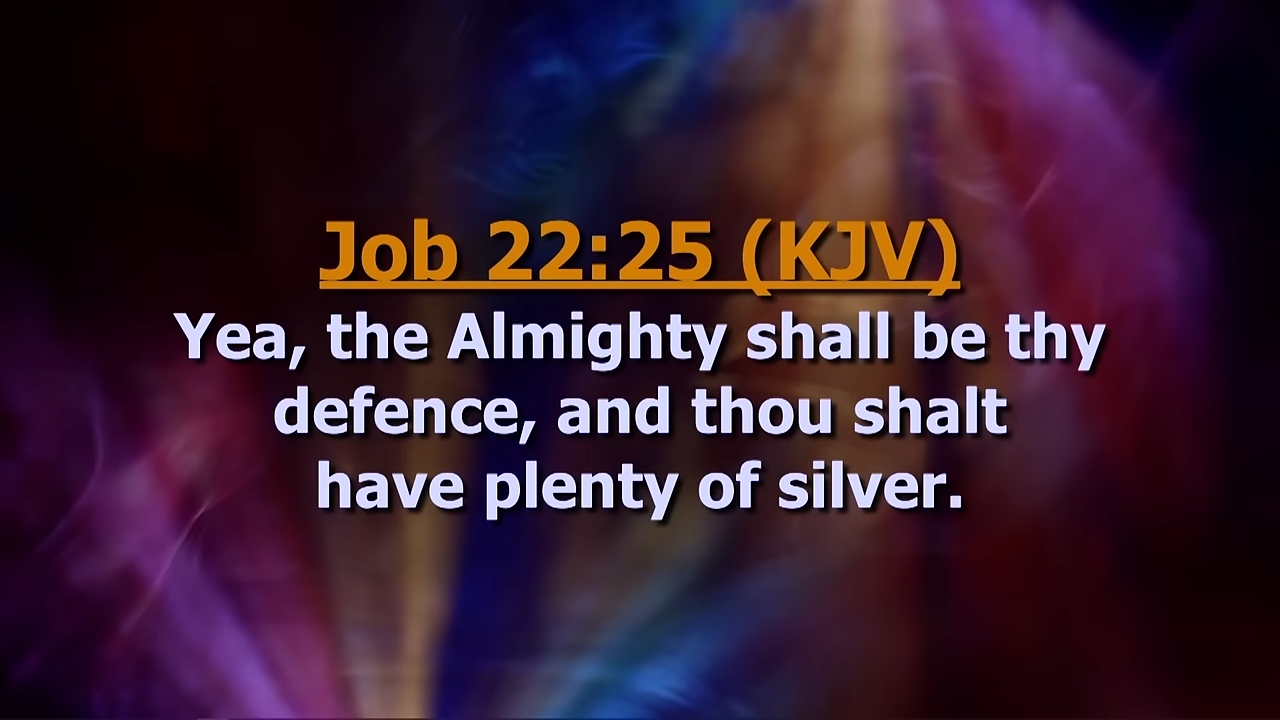 Job 22:25 (KJV)
Yea, the Almighty shall be thy
defence, and thou shalt
have plenty of silver.